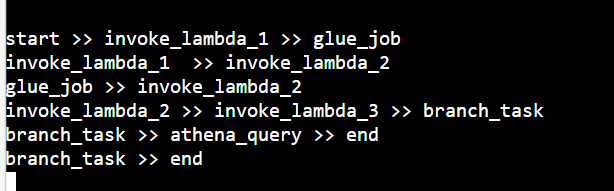 start >> invoke_lambda_1 >> glue_job
invoke_lambda_1  >> invoke_lambda_2
glue_job >> invoke_lambda_2
invoke_lambda_2 >> invoke_lambda_3 >> branch_task
branch_task >> athena_query >> end
branch_task >> end